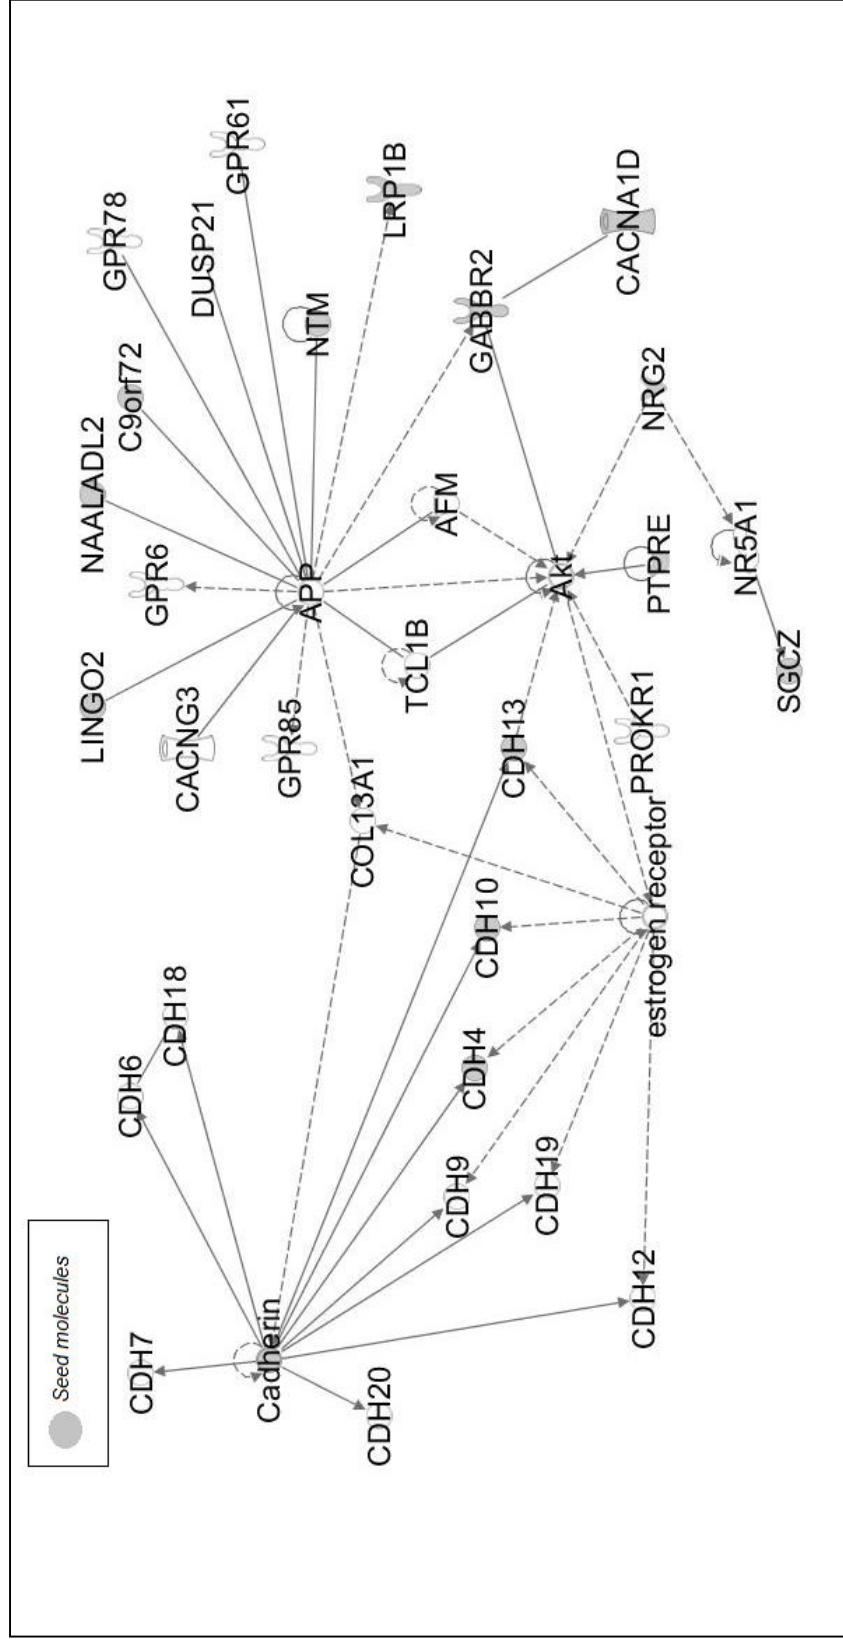 Seed molecules
CDH7
Cadherin
CDH20
CDH6
CDH18
CDH9
CDH19
CDH12
CDH4
CDH10
CDH13
estrogen receptor
COL13A1
LINGO2
CACNG3
GPR85
GPR6
NAALADL2
C9orf72
GPR78
DUSP21
GPR61
NTM
APP
LRP1B
TCL1B
AFM
GABBR2
CACNA1D
Akt
PROKR1
PTPRE
NRG2
NR5A1
SGCZ